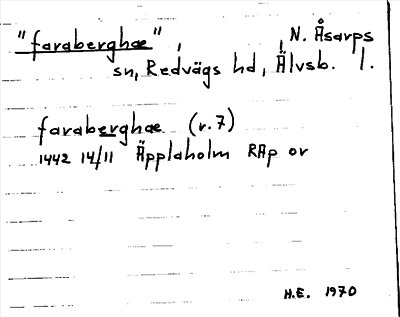 "faraberghæ", N. Åsarps
sn, Redvägs hd, Älvsb. l.
faraberghæ (r.7)
1442 14/11 Äpplaholm RAp or
H.E. 1970